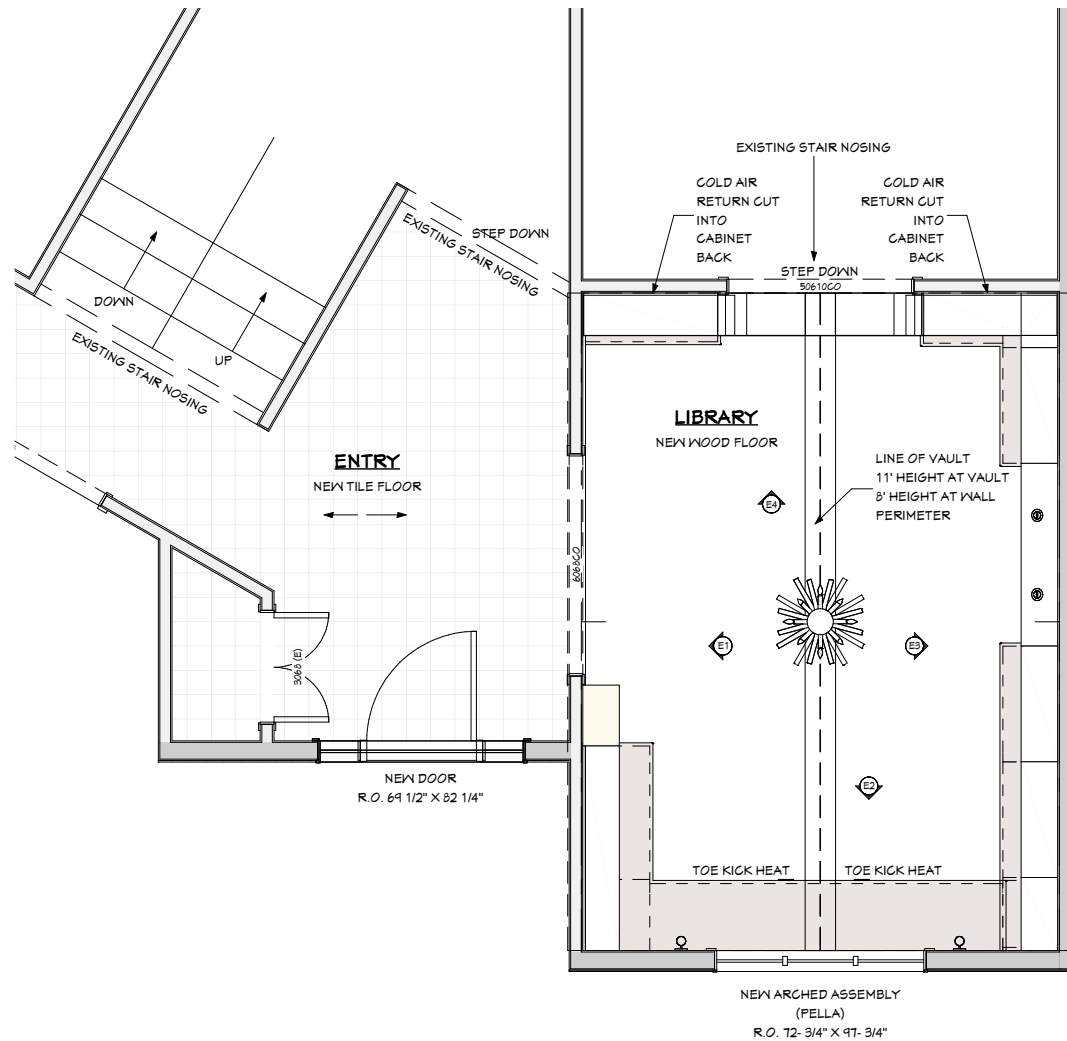 EXISTING STAIR NOSING
COLD AIR
RETURN CUT
INTO
CABINET
BACK
COLD AIR
RETURN CUT
INTO
CABINET
BACK
STEP DOWN
EXISTING STAIR NOSING
STEP DOWN
50610CO
DOWN
UP
EXISTING STAIR NOSING
LIBRARY
NEW WOOD FLOOR
ENTRY
NEW TILE FLOOR
LINE OF VAULT
11' HEIGHT AT VAULT
8' HEIGHT AT WALL
PERIMETER
E4
6068CO
E1
E3
3068 (E)
E2
NEW DOOR
R.O. 69 1/2" X 82 1/4"
TOE KICK HEAT
TOE KICK HEAT
NEW ARCHED ASSEMBLY
(PELLA)
R.O. 72- 3/4" X 97- 3/4"